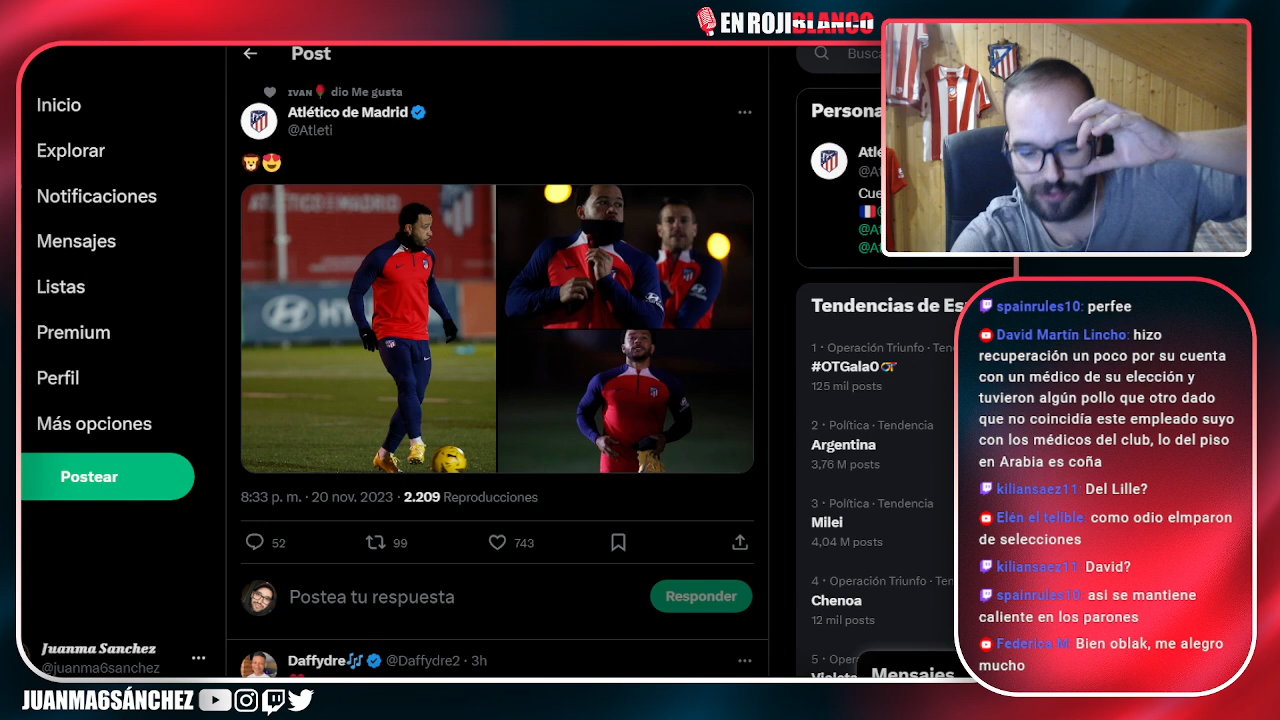 EN ROJIBLANCO
Post
Busca
Inicio
Explorar
Notificaciones
Mensajes
Listas
Premium
Perfil
Más opciones
Postear
Juanma Sanchez
@juanma6sanchez
IVAN🌹 dio Me gusta
Atlético de Madrid
@Atleti
🦁😍
ATLÉTICO DE MADRID
HYUNDAI
8:33 p. m. · 20 nov. 2023 · 2.209 Reproducciones
52
99
743
Postea tu respuesta
Responder
Daffydre🎶 @Daffydre2 · 3h
Persona
Atle
@A
Cue
@At
@At
Tendencias de Es
1 · Operación Triunfo · Ten
#OTGala0
125 mil posts
2 · Política · Tendencia
Argentina
3,76 M posts
3 · Política · Tendencia
Milei
4,04 M posts
4 · Operación Triunfo · Ten
Chenoa
12 mil posts
5 · Oper
Violeta
Mensajes
spainrules10: perfee
David Martín Lincho: hizo
recuperación un poco por su cuenta
con un médico de su elección y
tuvieron algún pollo que otro dado
que no coincidía este empleado suyo
con los médicos del club, lo del piso
en Arabia es coña
kiliansaez11: Del Lille?
Elén el telible: como odio elmparon
de selecciones
kiliansaez11: David?
spainrules10: asi se mantiene
caliente en los parones
Federica M: Bien oblak, me alegro
mucho
JUANMA6SÁNCHEZ